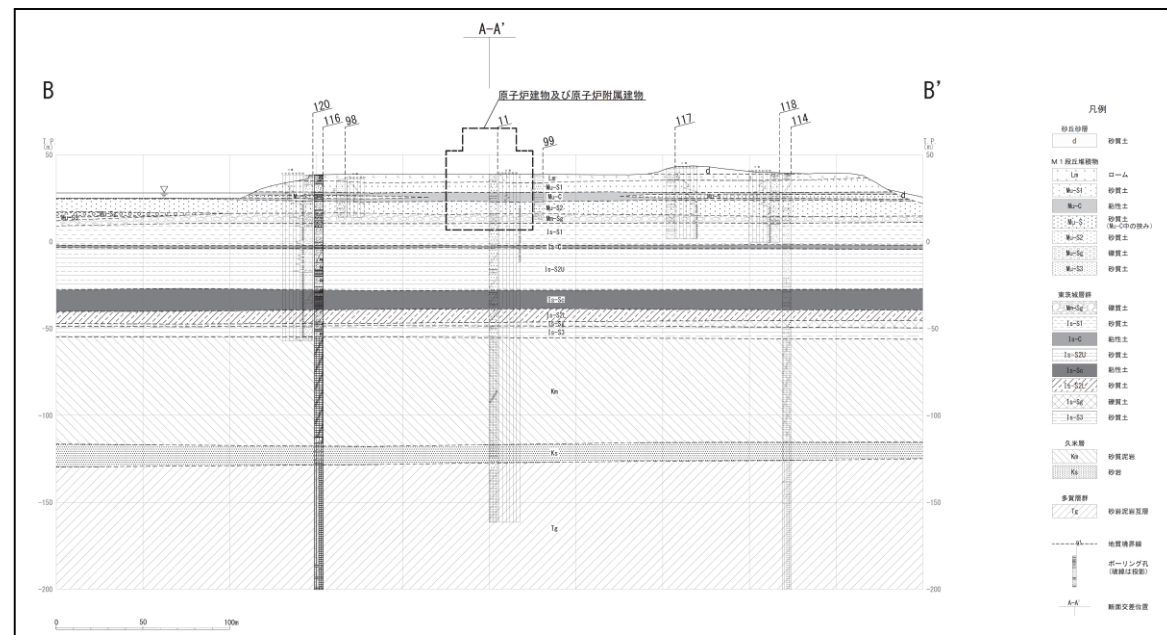 A-A'
B
B'
原子炉建物及び原子炉附属建物
120
116
98
11
99
117
118
114
T.P.
(m)
T.P.
(m)
50
50
d
Lm
Mu-S1
Mu-C
Mu-S2
Mm-Sg
Is-S1
d
0
0
Is-C
Is-S2U
Is-Sc
Is-S2L
Is-Sg
Is-S3
-50
-50
Km
-100
-100
Ks
-150
-150
Tg
-200
-200
0 50 100m
凡例
砂丘砂層
d 砂質土
M1段丘堆積物
Lm ローム
Mu-S1 砂質土
Mu-C 粘性土
Mu-S 砂質土
(Mu-C中の挟み)
Mu-S2 砂質土
Mu-Sg 礫質土
Mu-S3 砂質土
東茨城層群
Mm-Sg 礫質土
Is-S1 砂質土
Is-C 粘性土
Is-S2U 砂質土
Is-Sc 粘性土
Is-S2L 砂質土
Is-Sg 礫質土
Is-S3 砂質土
久米層
Km 砂質泥岩
Ks 砂岩
多賀層群
Tg 砂岩泥岩互層
地質境界線
ボーリング孔
(破線は投影)
A-A' 断面交差位置